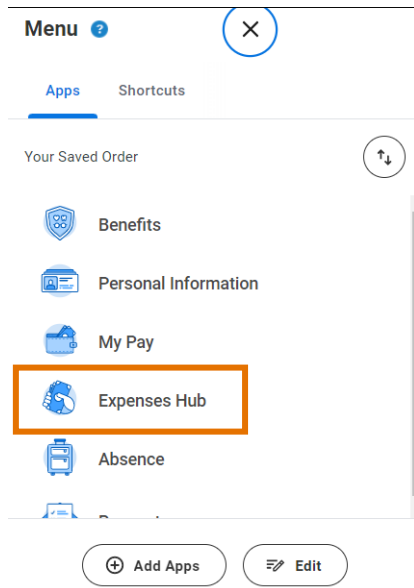 Menu ?
Apps Shortcuts
Your Saved Order
Benefits
Personal Information
My Pay
Expenses Hub
Absence
Add Apps Edit